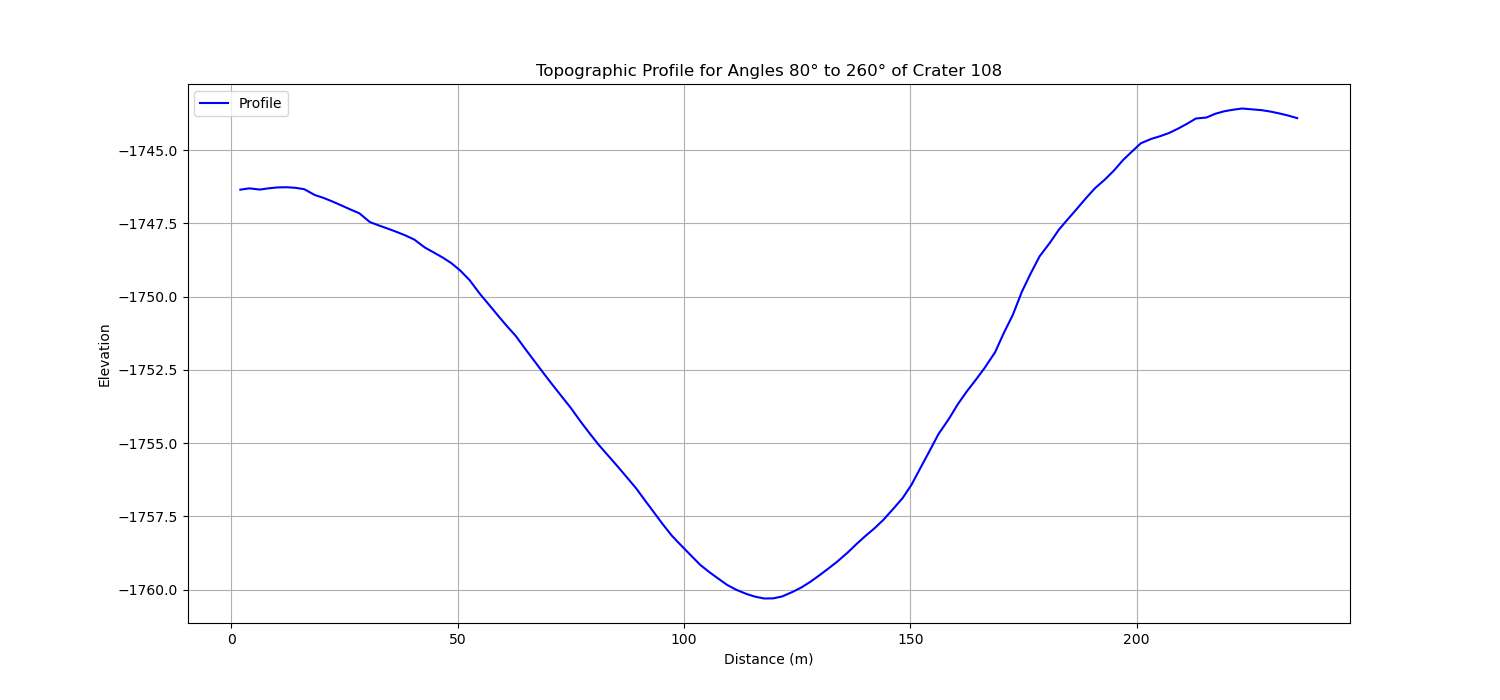 Topographic Profile for Angles 80° to 260° of Crater 108
Profile
−1745.0
−1747.5
−1750.0
−1752.5
−1755.0
−1757.5
−1760.0
Elevation
0 50 100 150 200
Distance (m)